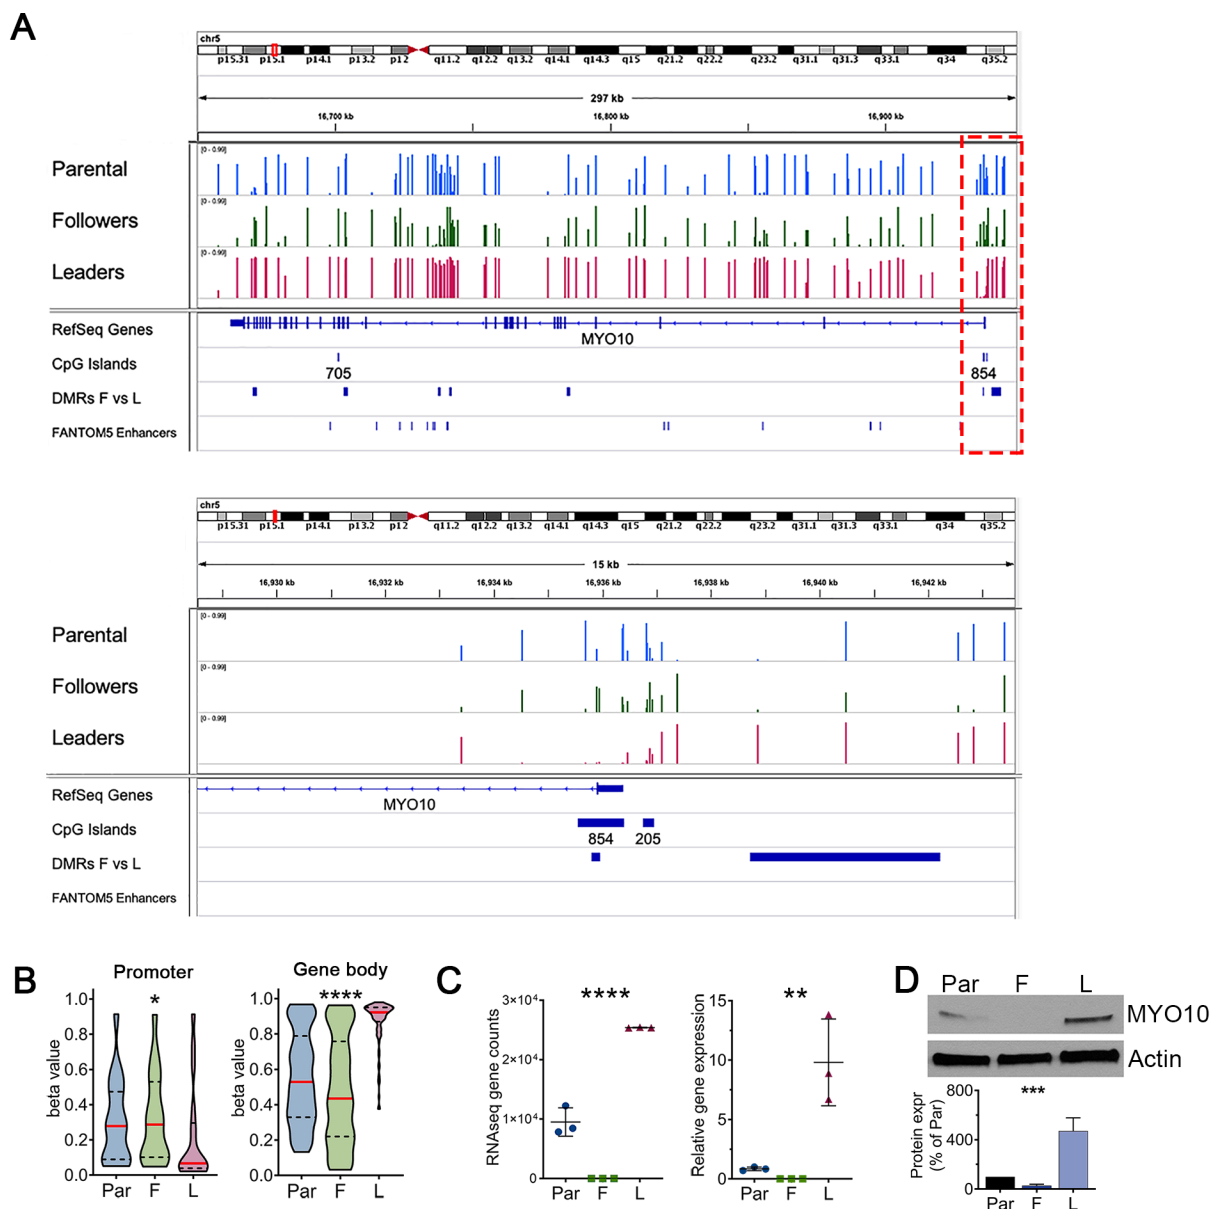 A
chr5
p15.31 p15.1 p14.1 p13.2 p12 q11.2 q12.2 q13.2 q14.1 q14.3 q15 q21.2 q22.2 q23.2 q31.1 q31.3 q33.1 q34 q35.2
297 kb
16,700 kb 16,800 kb 16,900 kb
[0 - 0.99]
Parental
[0 - 0.99]
Followers
[0 - 0.99]
Leaders
RefSeq Genes
MYO10
CpG Islands
705 854
DMRs F vs L
FANTOM5 Enhancers
chr5
p15.31 p15.1 p14.1 p13.2 p12 q11.2 q12.2 q13.2 q14.1 q14.3 q15 q21.2 q22.2 q23.2 q31.1 q31.3 q33.1 q34 q35.2
15 kb
16,930 kb 16,932 kb 16,934 kb 16,936 kb 16,938 kb 16,940 kb 16,942 kb
[0 - 0.99]
Parental
[0 - 0.99]
Followers
[0 - 0.99]
Leaders
RefSeq Genes
MYO10
CpG Islands
854 205
DMRs F vs L
FANTOM5 Enhancers
B
Promoter
*
beta value
1.0
0.8
0.6
0.4
0.2
0.0
Par F L
Gene body
****
beta value
1.0
0.8
0.6
0.4
0.2
0.0
Par F L
C
****
RNAseq gene counts
3×10⁴
2×10⁴
1×10⁴
0
Par F L
**
Relative gene expression
15
10
5
0
Par F L
D
Par F L
MYO10
Actin
***
Protein expr
(% of Par)
800
400
0
Par F L